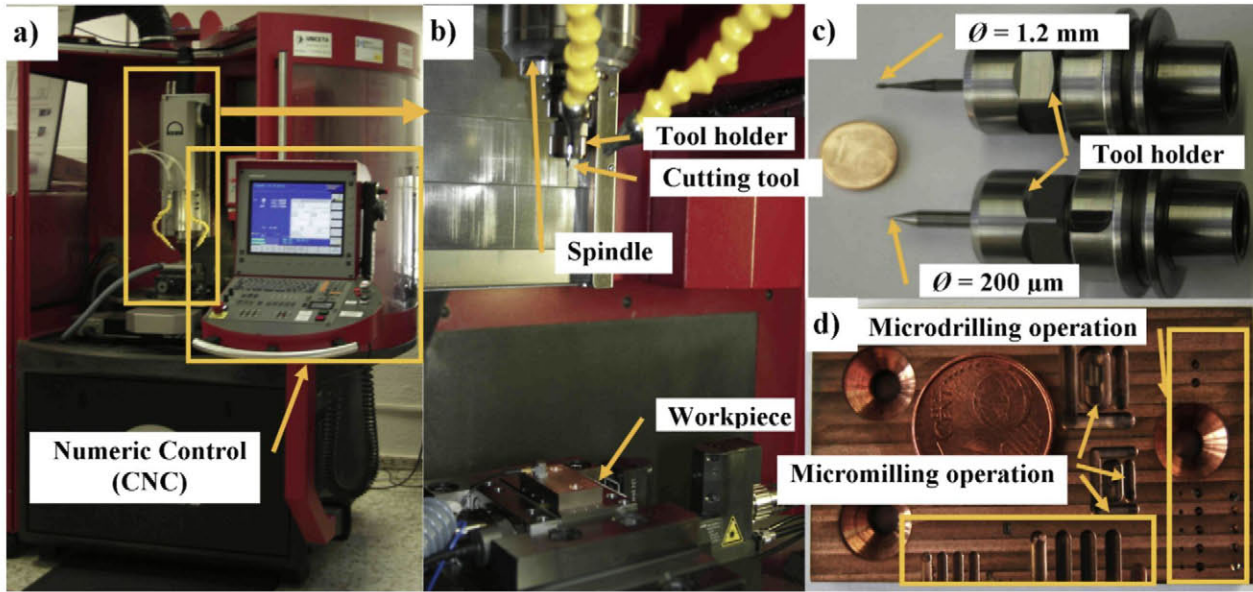 a)
Numeric Control
(CNC)
b)
Tool holder
Cutting tool
Spindle
Workpiece
c)
Ø = 1.2 mm
Tool holder
Ø = 200 µm
d)
Microdrilling operation
Micromilling operation
CENT